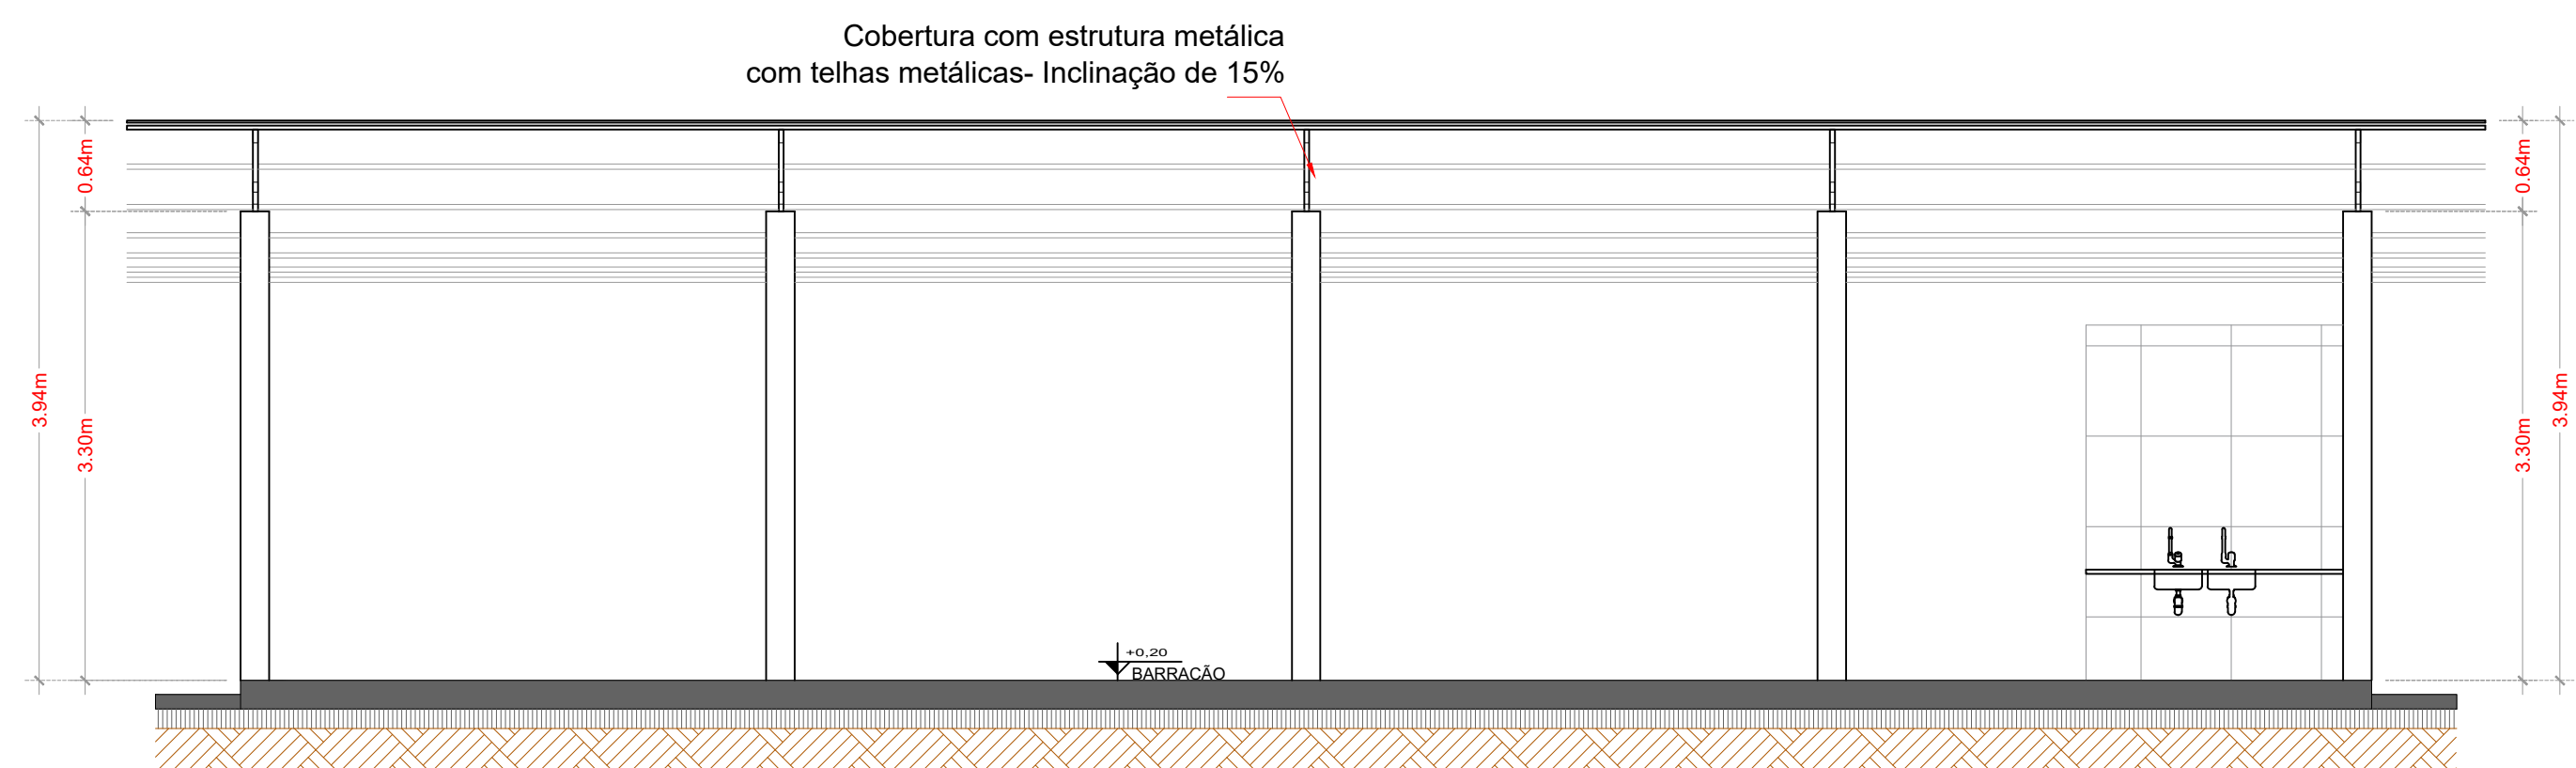 Cobertura com estrutura metálica
com telhas metálicas- Inclinação de 15%
0.64m
0.64m
3.94m
3.30m
3.30m
3.94m
+0,20
BARRACÃO